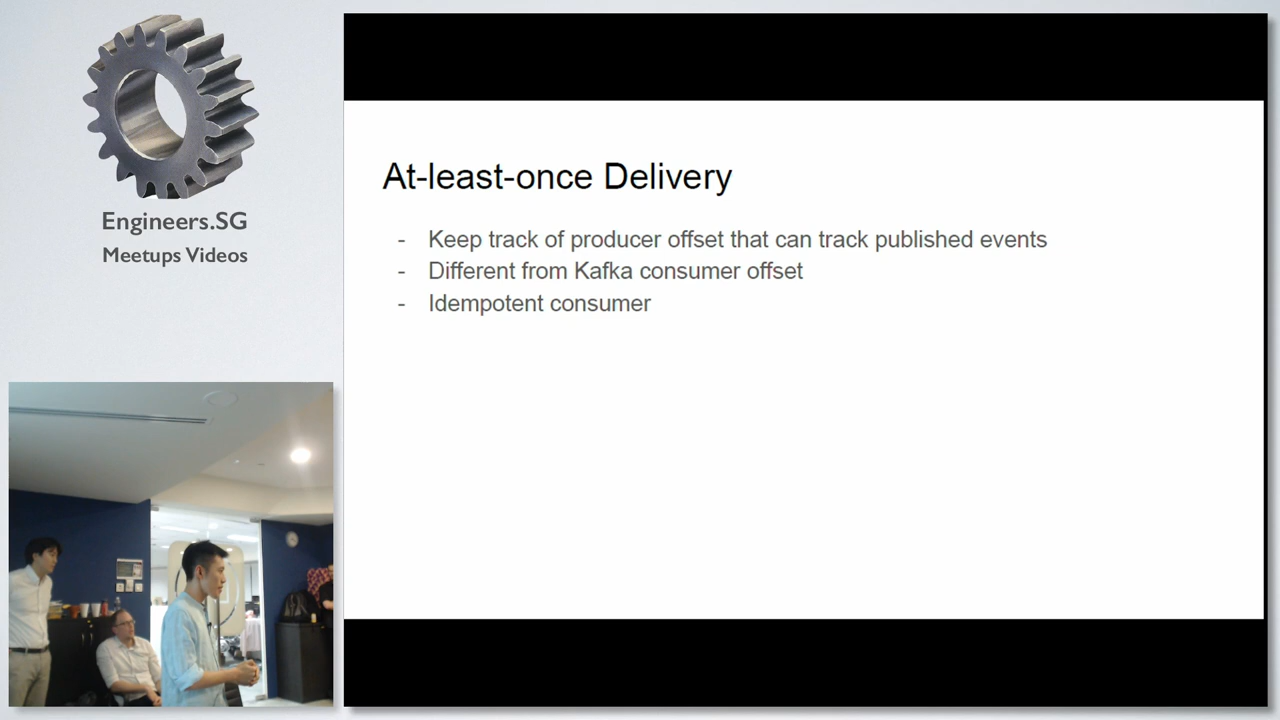 Engineers.SG
Meetups Videos
At-least-once Delivery
- Keep track of producer offset that can track published events
- Different from Kafka consumer offset
- Idempotent consumer